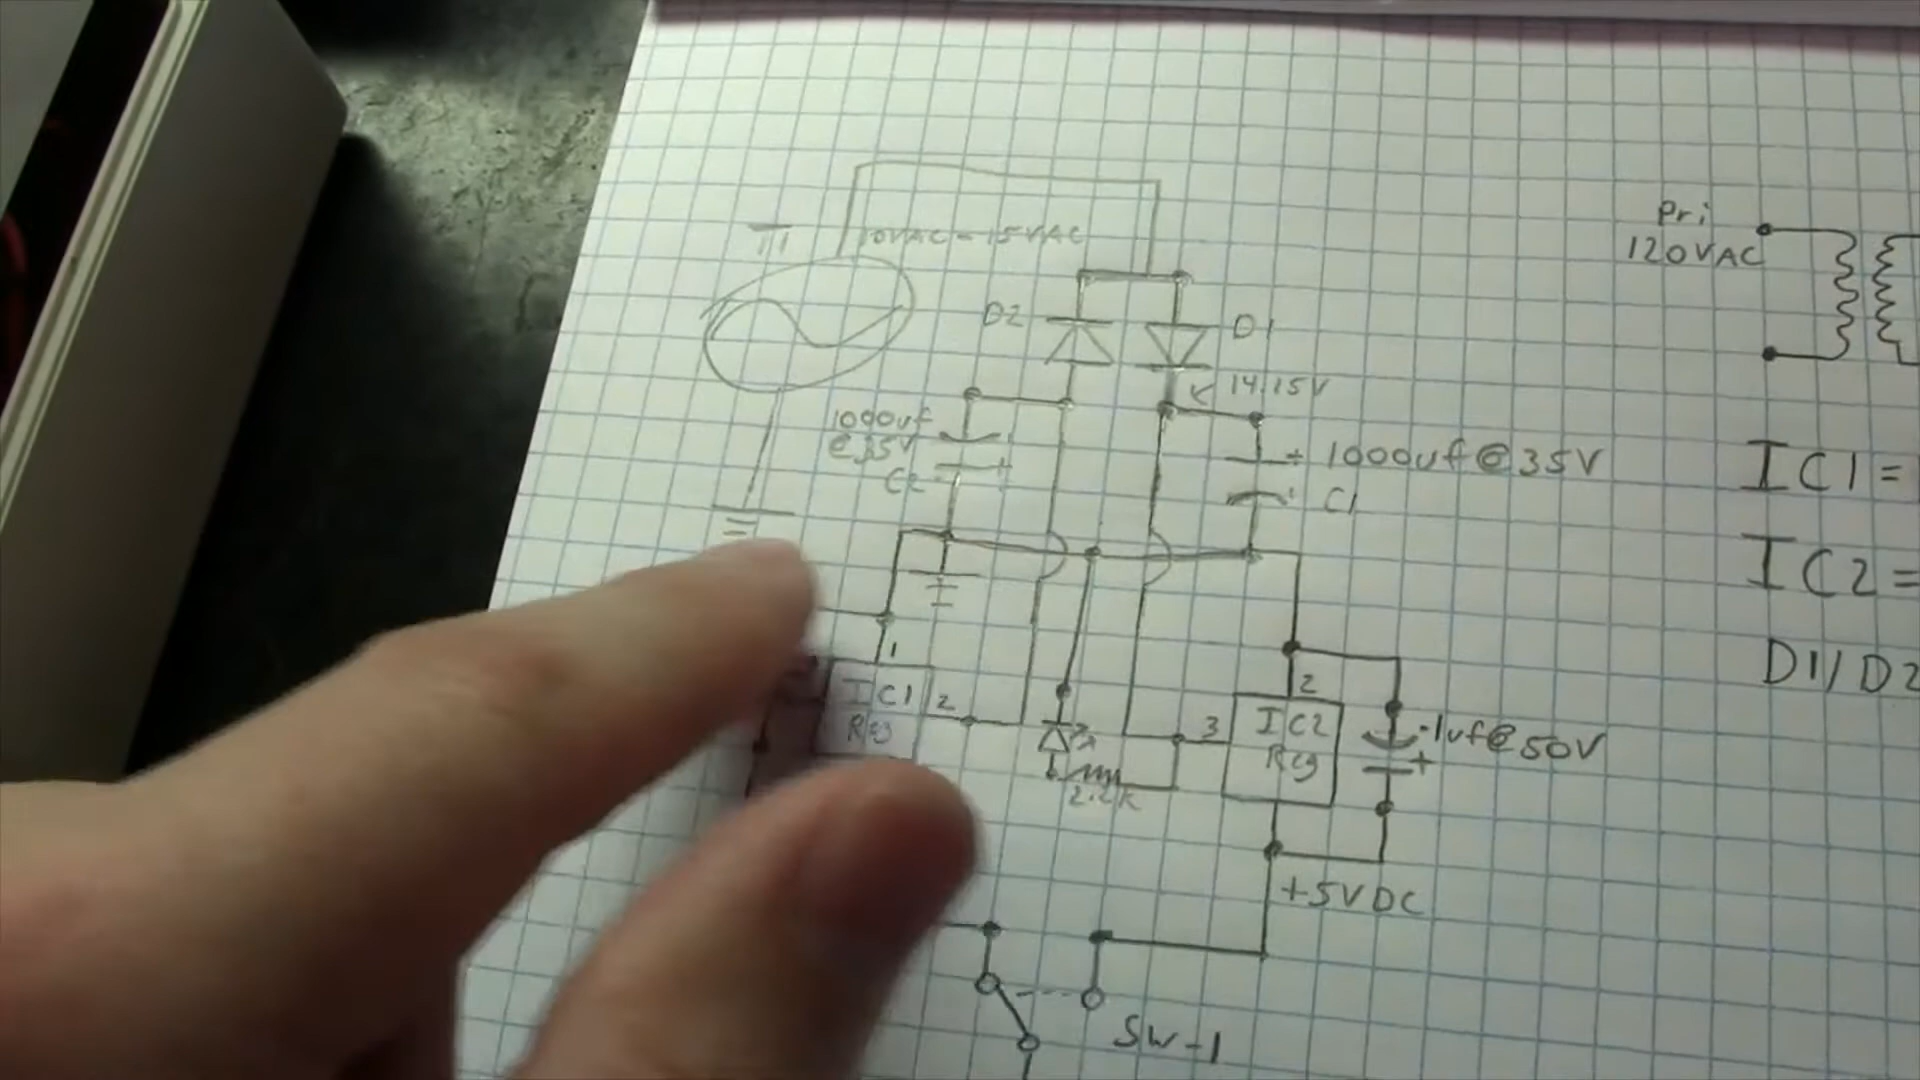 T1 10VAC-15VAC
Pri
120VAC
D2
D1
14.15V
1000uf
@35V
C2
+
+ 1000uf@35V
C1
IC1=
IC2=
D1/D2
1
IC1
Reg
2
2.2K
2
3
IC2
Reg
.1uf@50V
+
+5VDC
SW-1